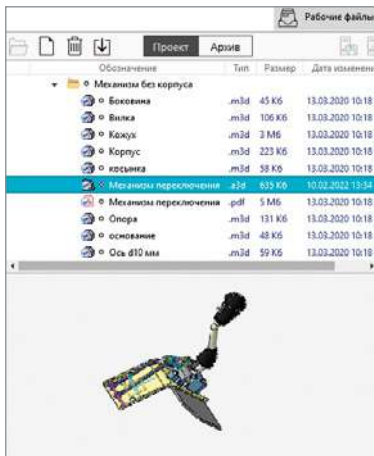 Рабочие файлы
Проект Архив
Обозначение Тип Размер Дата изменени
Механизм без корпуса
Боковина .m3d 45 Кб 13.03.2020 10:18
Вилка .m3d 106 Кб 13.03.2020 10:18
Кожух .m3d 3 Мб 13.03.2020 10:18
Корпус .m3d 223 Кб 13.03.2020 10:18
косынка .m3d 58 Кб 13.03.2020 10:18
Механизм переключения .a3d 635 Кб 10.02.2022 13:54
Механизм переключения .pdf 5 Мб 13.03.2020 10:18
Опора .m3d 131 Кб 13.03.2020 10:18
основание .m3d 48 Кб 13.03.2020 10:18
Ось d10 мм .m3d 59 Кб 13.03.2020 10:18